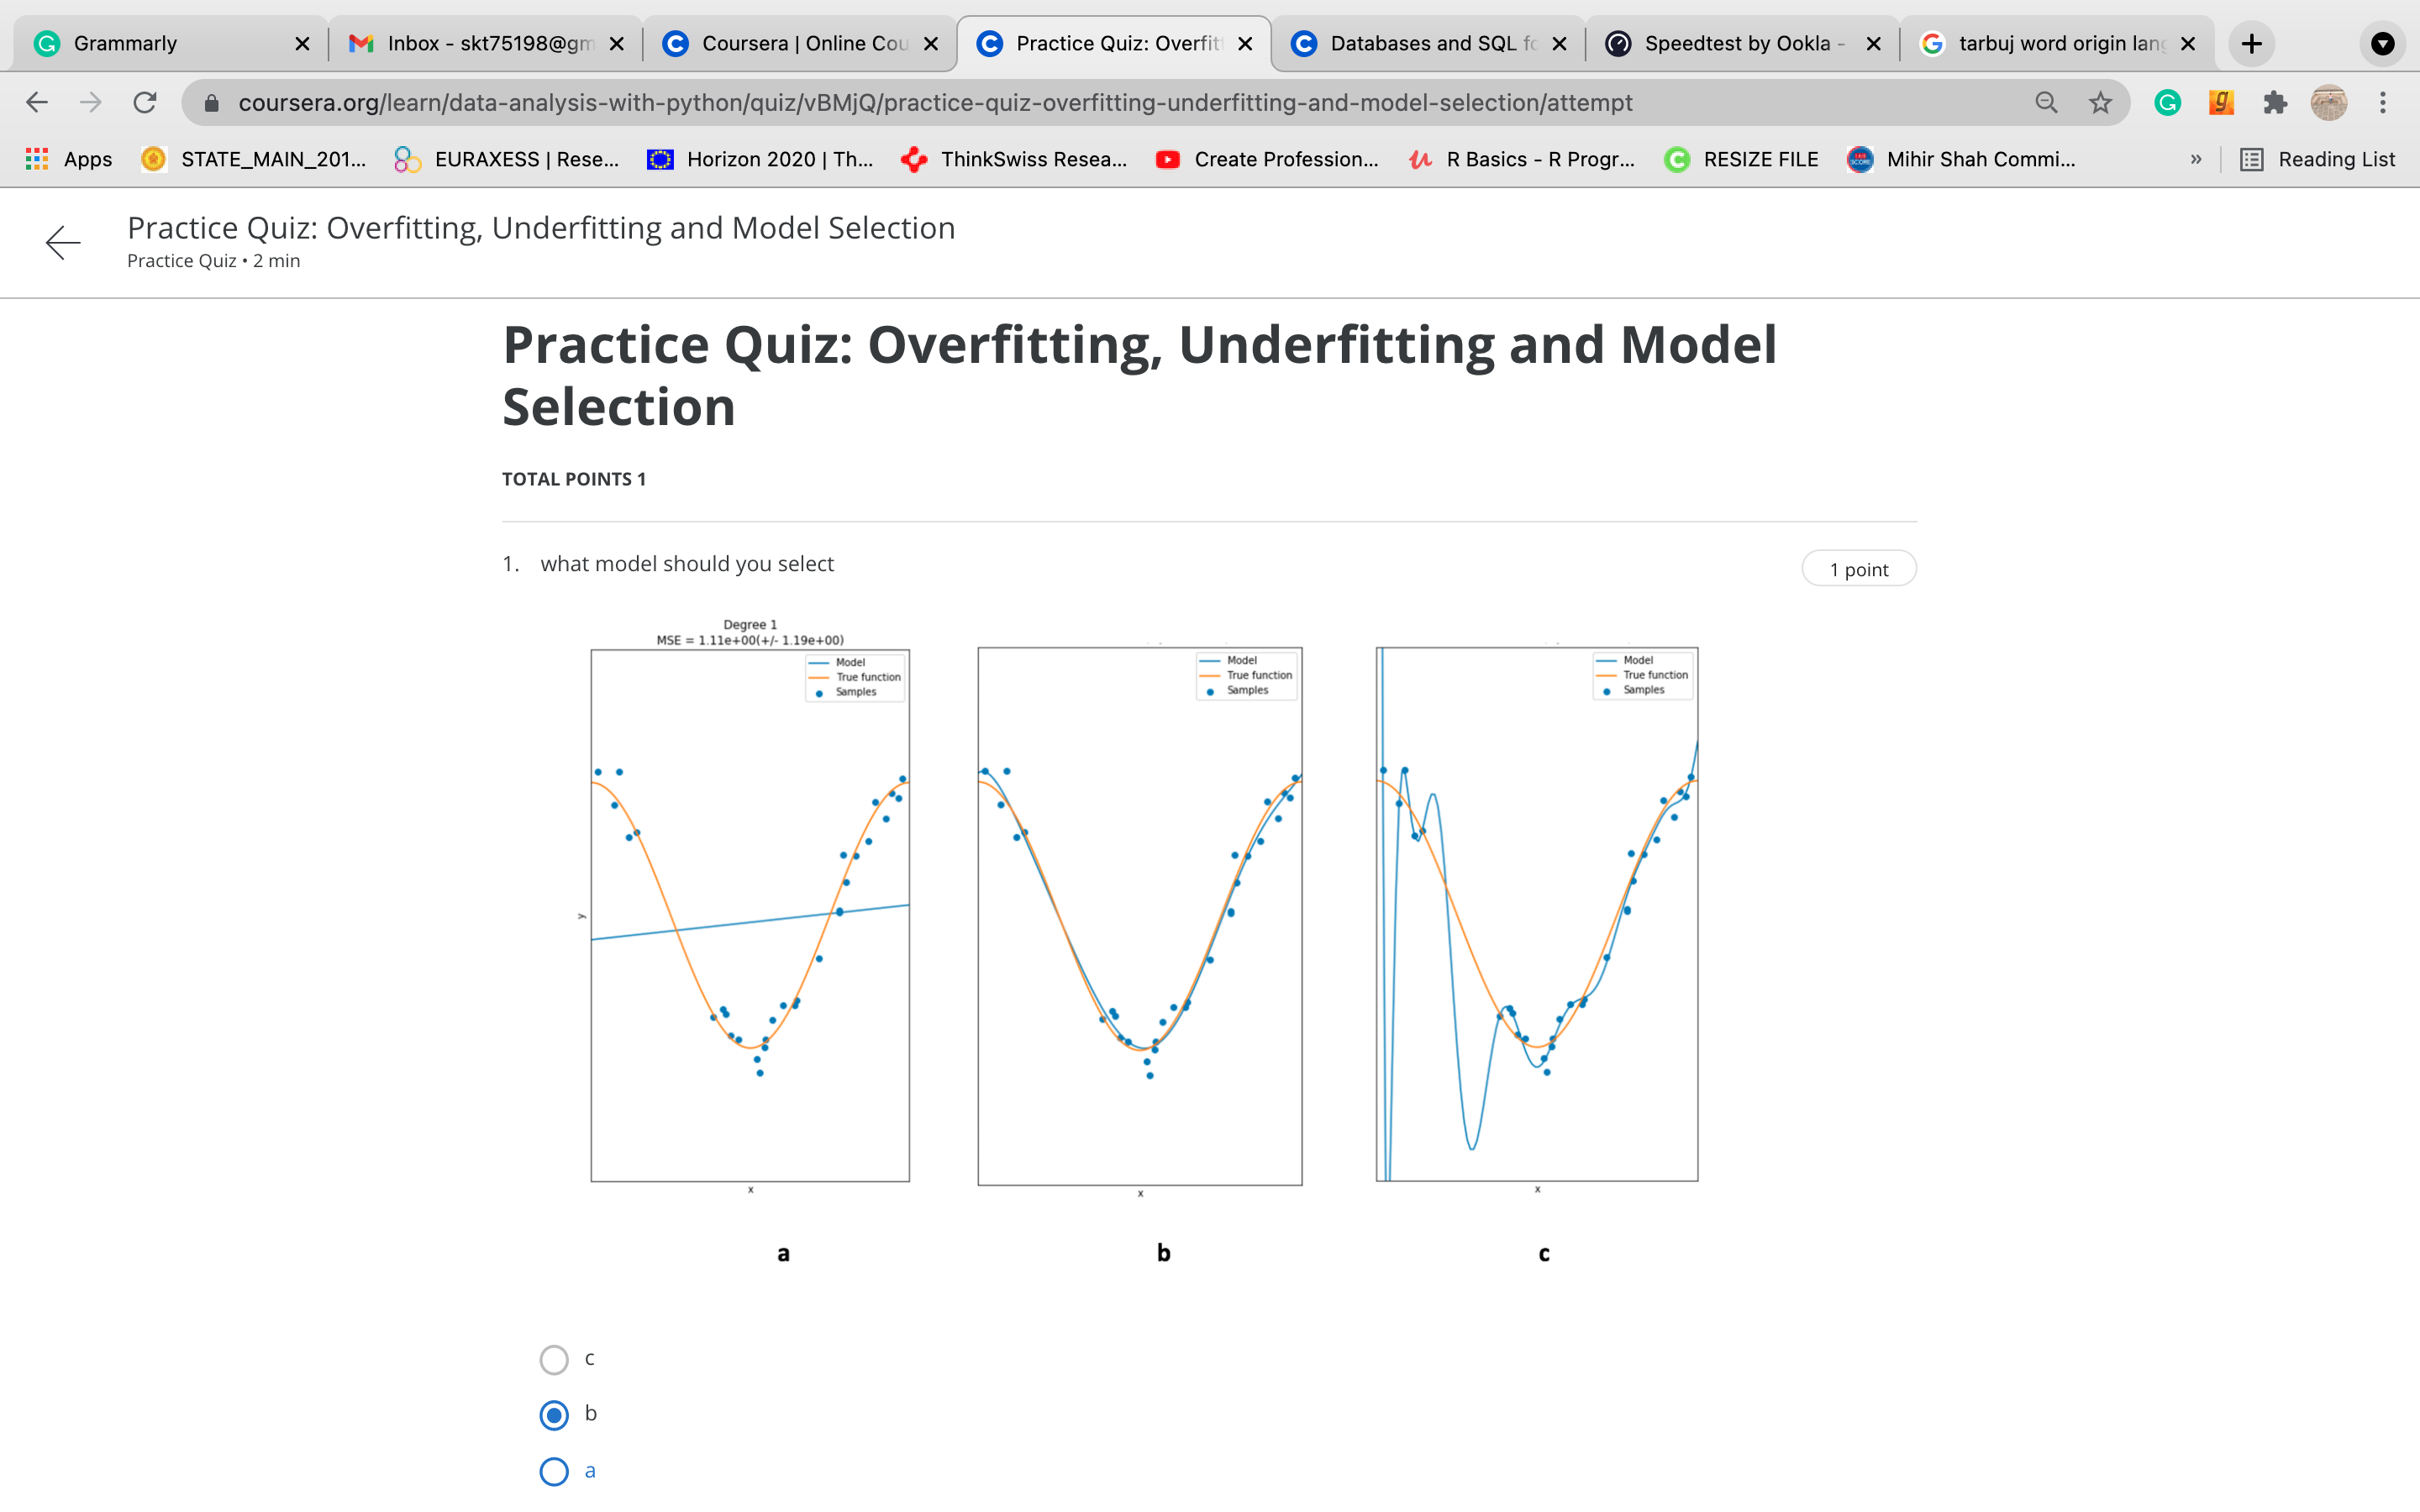 Grammarly
Inbox - skt75198@gm
Coursera | Online Cou
Practice Quiz: Overfitt
Databases and SQL fo
Speedtest by Ookla -
tarbuj word origin lang
coursera.org/learn/data-analysis-with-python/quiz/vBMjQ/practice-quiz-overfitting-underfitting-and-model-selection/attempt
Apps
STATE_MAIN_201...
EURAXESS | Rese...
Horizon 2020 | Th...
ThinkSwiss Resea...
Create Profession...
R Basics - R Progr...
RESIZE FILE
Mihir Shah Commi...
»
Reading List
Practice Quiz: Overfitting, Underfitting and Model Selection
Practice Quiz • 2 min
Practice Quiz: Overfitting, Underfitting and Model
Selection
TOTAL POINTS 1
1. what model should you select
1 point
Degree 1
MSE = 1.11e+00(+/- 1.19e+00)
Model
True function
Samples
y
x
Model
True function
Samples
x
Model
True function
Samples
x
a
b
c
c
b
a